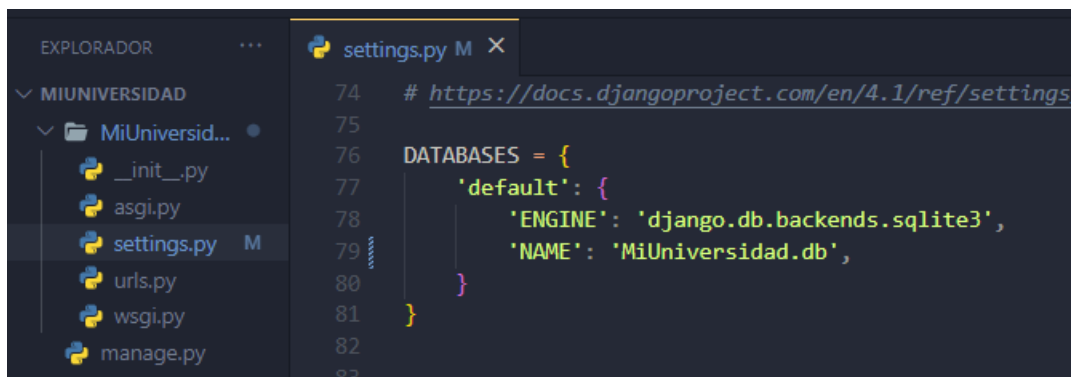 EXPLORADOR ...
MIUNIVERSIDAD
MiUniversid...
__init__.py
asgi.py
settings.py M
urls.py
wsgi.py
manage.py
settings.py M
74 # https://docs.djangoproject.com/en/4.1/ref/settings
75
76 DATABASES = {
77 'default': {
78 'ENGINE': 'django.db.backends.sqlite3',
79 'NAME': 'MiUniversidad.db',
80 }
81 }
82
83